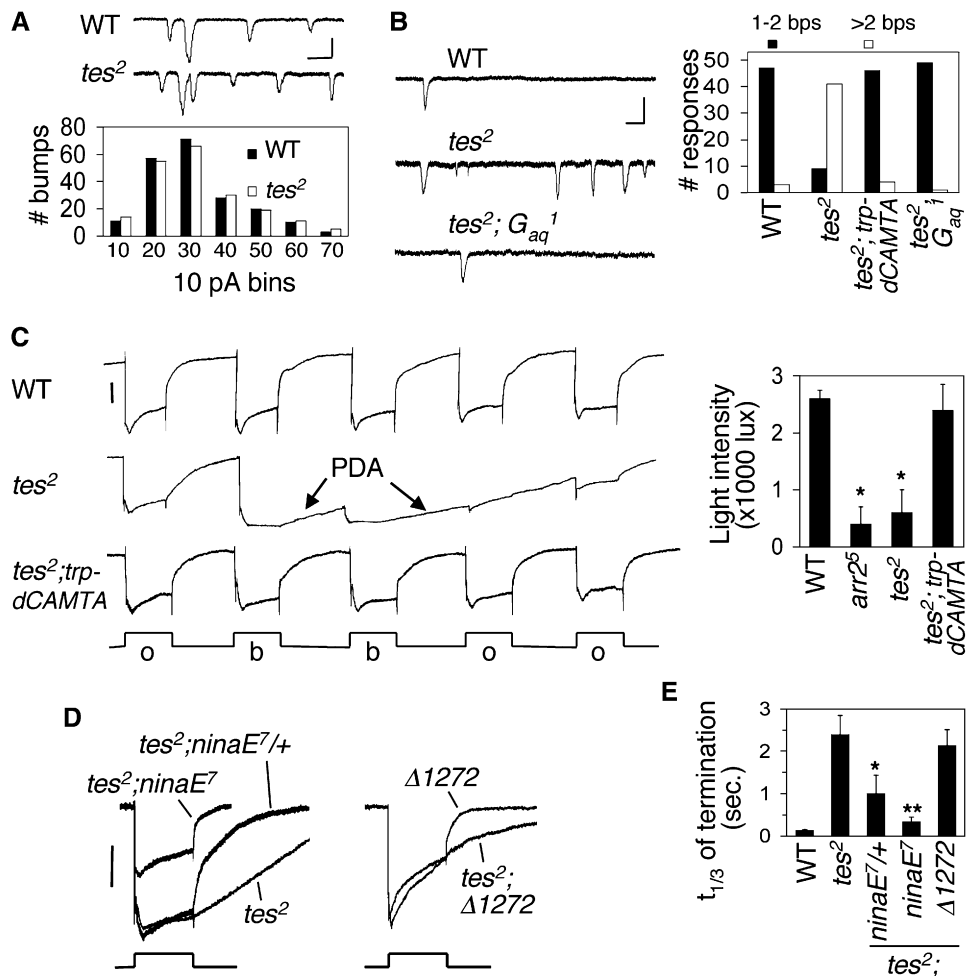 A
WT
tes²
# bumps
80
60
40
20
0
WT
tes²
10 20 30 40 50 60 70
10 pA bins
B
WT
tes²
tes²; Gaq¹
1-2 bps >2 bps
# responses
50
40
30
20
10
0
WT
tes²
tes²; trp-
dCAMTA
tes²;
Gaq¹
C
WT
tes²
PDA
tes²;trp-
dCAMTA
o b b o o
Light intensity
(x1000 lux)
3
2
1
0
* *
WT
arr2⁵
tes²
tes²; trp-
dCAMTA
D
tes²;ninaE⁷/+
tes²;ninaE⁷
tes²
Δ1272
tes²;
Δ1272
E
t1/3 of termination
(sec.)
3
2
1
0
* **
WT
tes²
ninaE⁷/+
ninaE⁷
Δ1272
tes²;